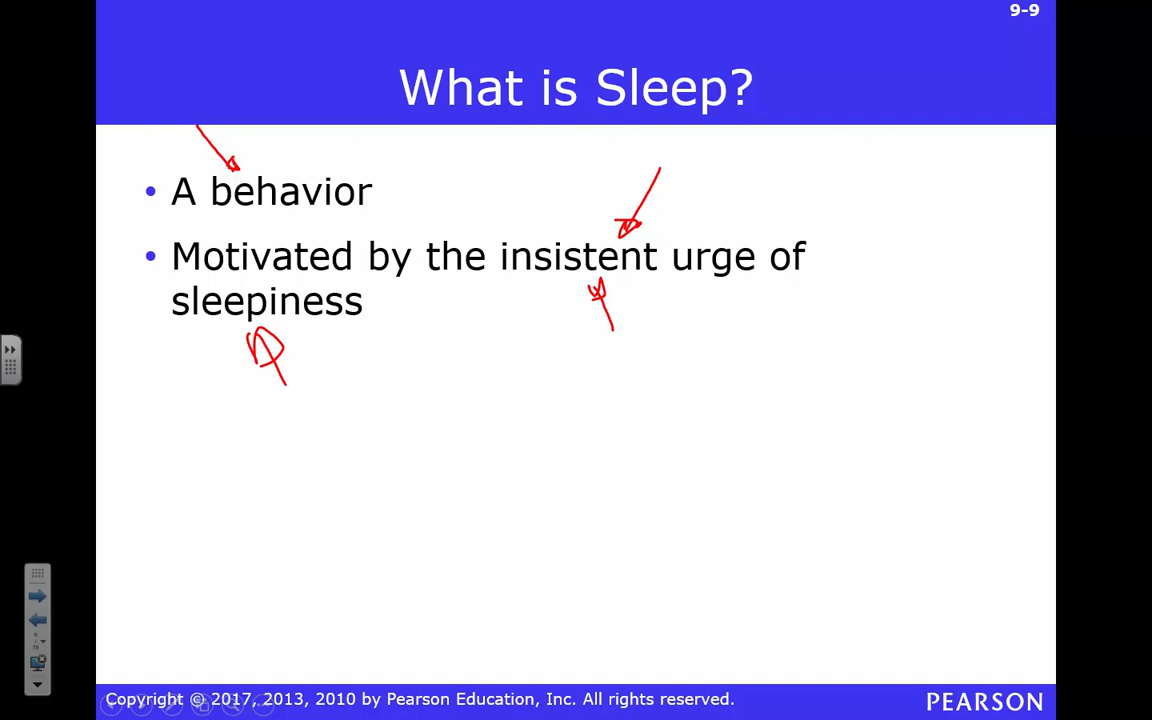 9-9
What is Sleep?
• A behavior
• Motivated by the insistent urge of
sleepiness
Copyright © 2017, 2013, 2010 by Pearson Education, Inc. All rights reserved.
PEARSON